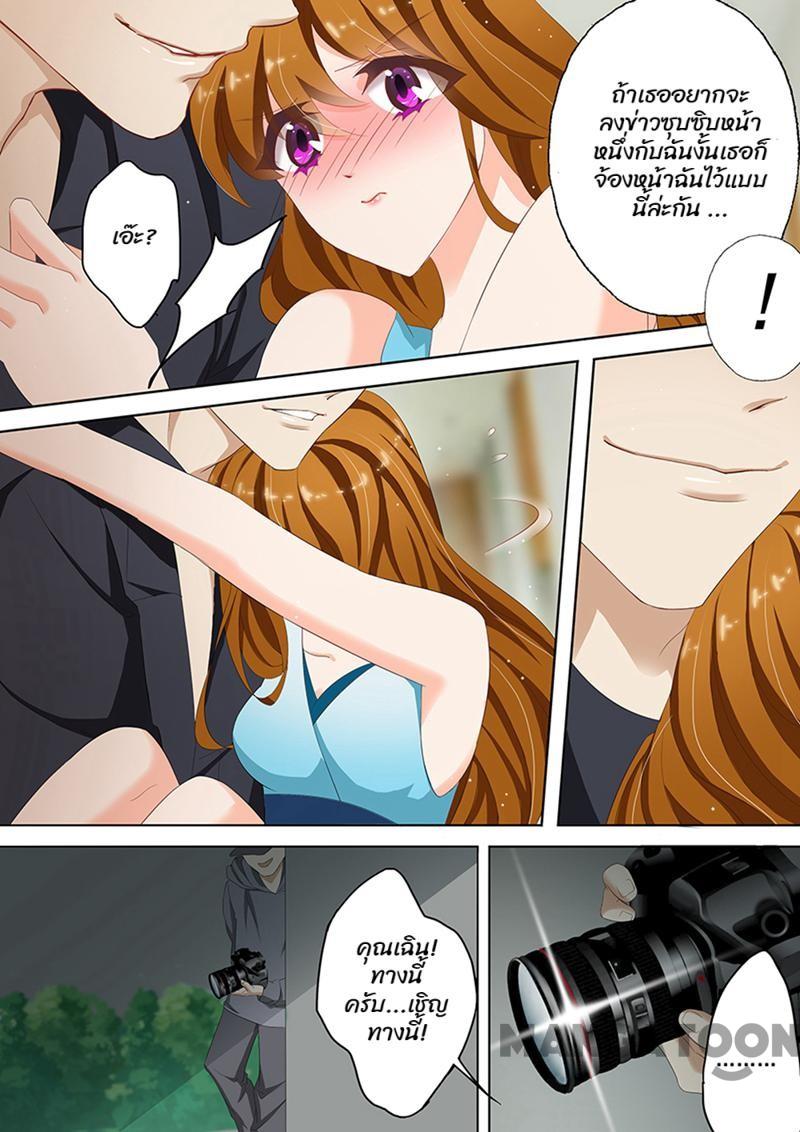 ถ้าเธออยากจะ
ลงข่าวซุบซิบหน้า
หนึ่งกับฉันงั้นเธอก็
จ้องหน้าฉันไว้แบบ
นี้ล่ะกัน ...
เอ๊ะ?
!
คุณเฉิน!
ทางนี้
ครับ...เชิญ
ทางนี้!
.........
MANGATOON